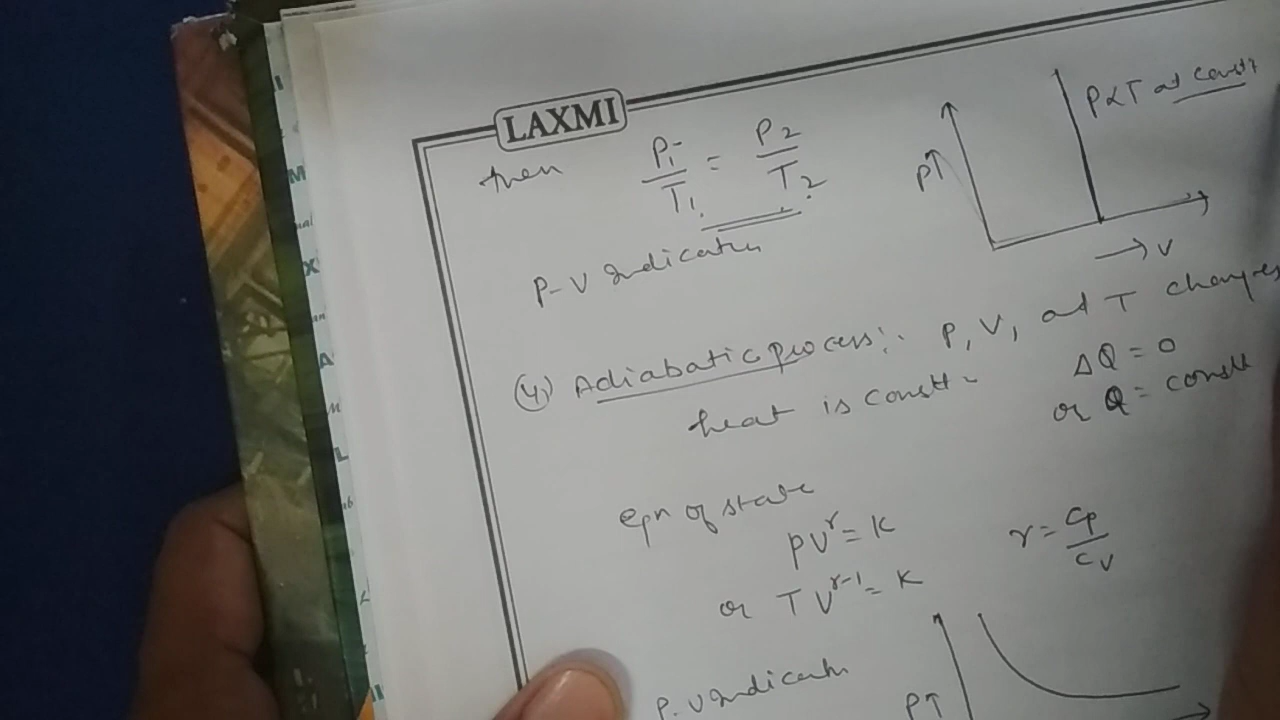 LAXMI
then P1/T1 = P2/T2
P∝T at constt
P↑
→ V
P-V Indicator
(4) Adiabatic process:- P, V, and T changes
heat is constt - ΔQ = 0
or Q = constt
eqn of state
PV^γ = K γ = Cp/Cv
or TV^γ-1 = K
P.V Indicator
P↑